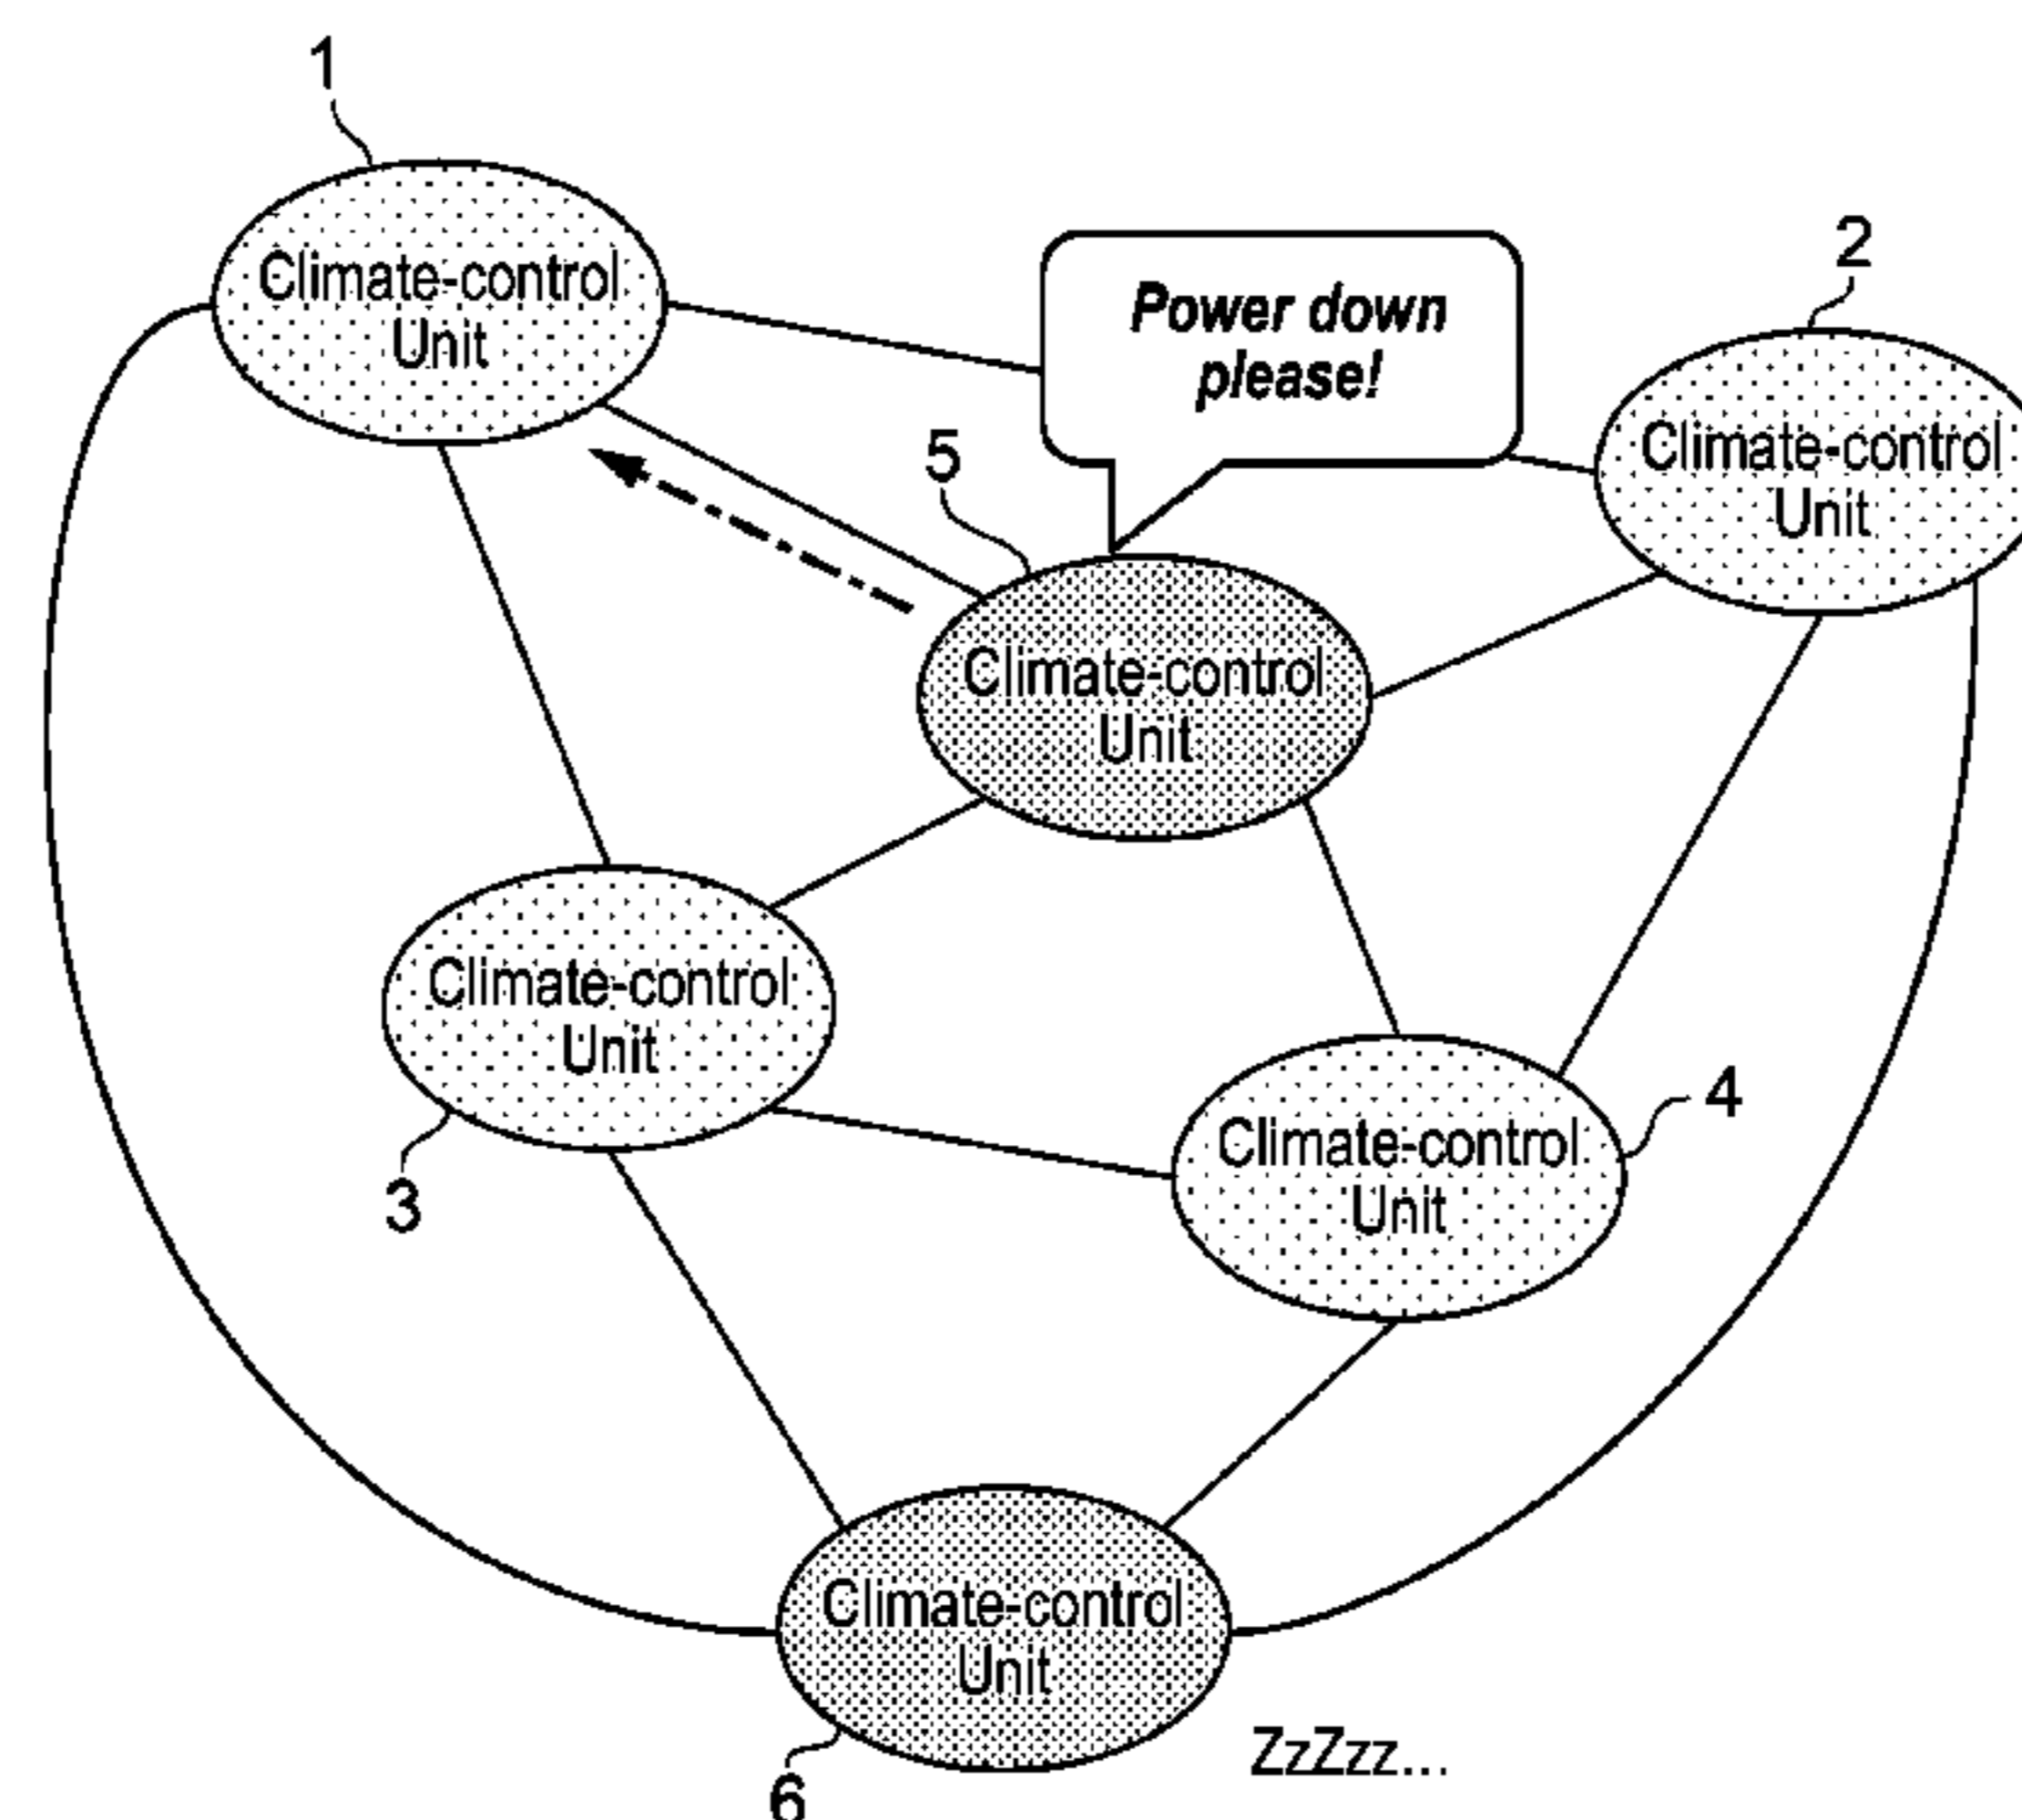 1
Climate-control
Unit
Power down
please!
2
Climate-control
Unit
5
Climate-control
Unit
Climate-control
Unit
3
Climate-control
Unit
4
Climate-control
Unit
6
ZzZzz...